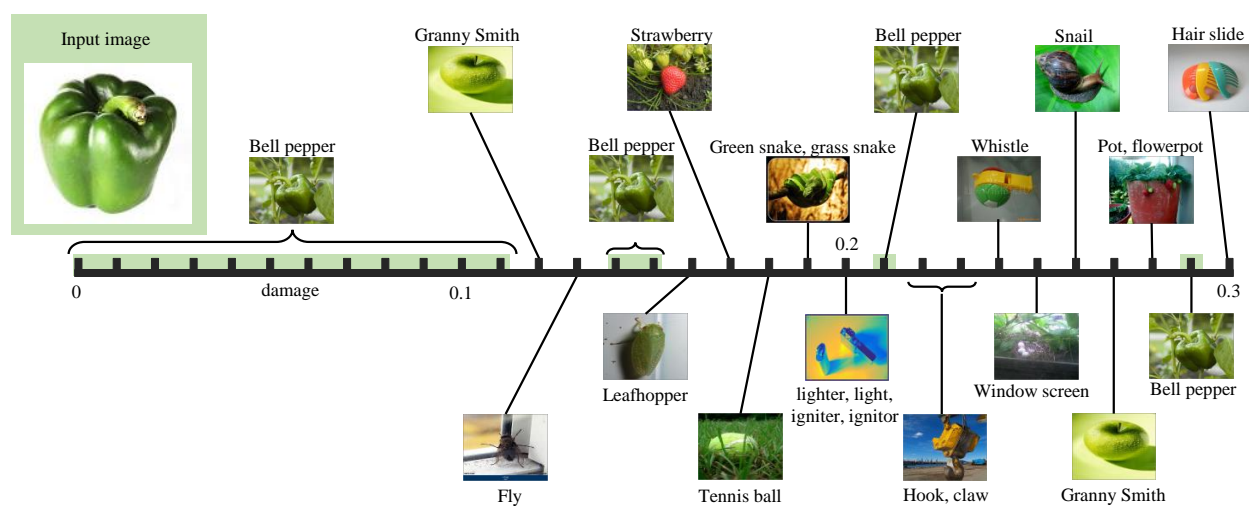 Input image
Granny Smith
Strawberry
Bell pepper
Snail
Hair slide
Bell pepper
Bell pepper
Green snake, grass snake
Whistle
Pot, flowerpot
0.2
0
damage
0.1
0.3
Leafhopper
lighter, light,
igniter, ignitor
Window screen
Bell pepper
Fly
Tennis ball
Hook, claw
Granny Smith